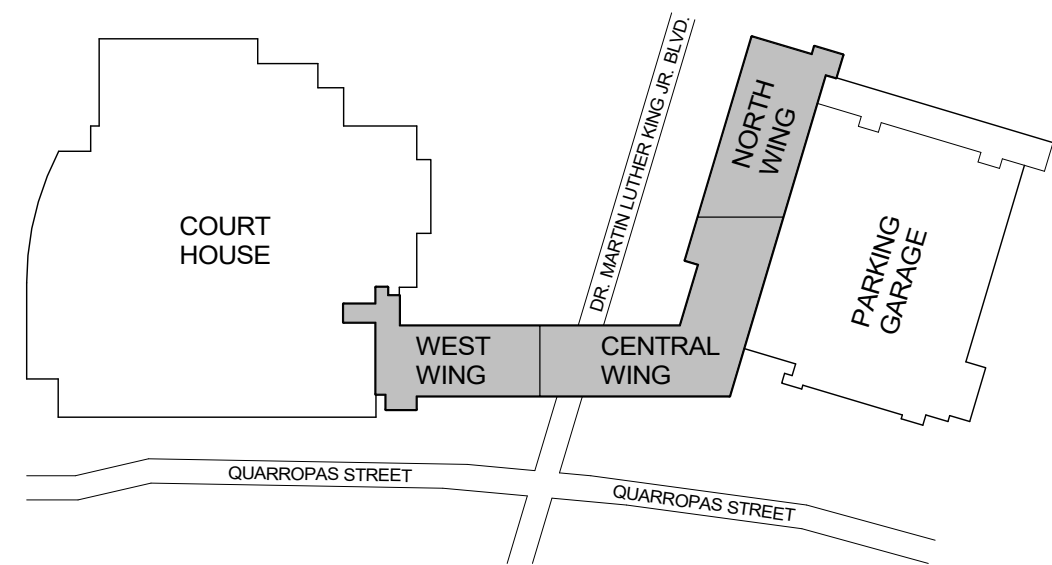 COURT
HOUSE
WEST
WING
CENTRAL
WING
NORTH
WING
PARKING
GARAGE
DR. MARTIN LUTHER KING JR. BLVD.
QUARROPAS STREET
QUARROPAS STREET